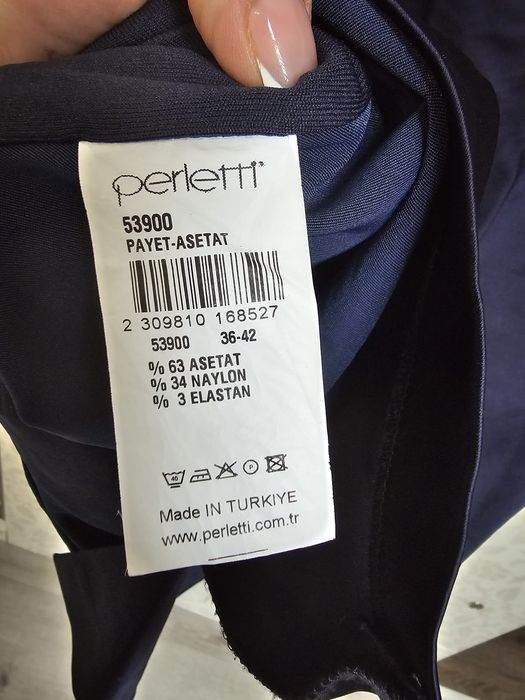 perletti
53900
PAYET-ASETAT
2 309810 168527
53900 36-42
% 63 ASETAT
% 34 NAYLON
% 3 ELASTAN
40 P
Made IN TURKIYE
www.perletti.com.tr